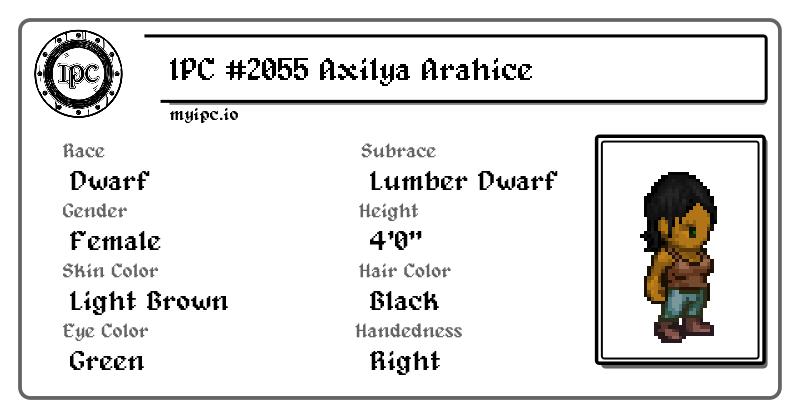 IPC
IPC #2055 Axilya Arahice
myipc.io
Race
Subrace
Dwarf
Lumber Dwarf
Gender
Height
Female
4'0"
Skin Color
Hair Color
Light Brown
Black
Eye Color
Handedness
Green
Right